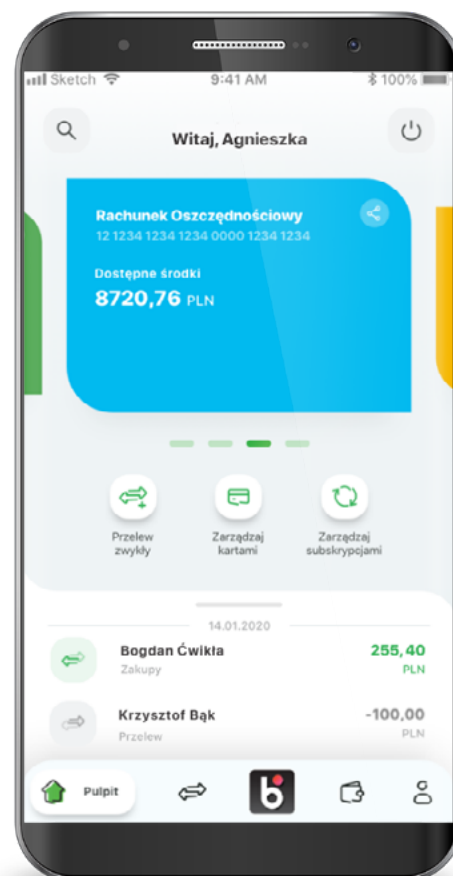 Sketch 9:41 AM 100%
Witaj, Agnieszka
Rachunek Oszczędnościowy
12 1234 1234 1234 0000 1234 1234
Dostępne środki
8720,76 PLN
Przelew
zwykły
Zarządzaj
kartami
Zarządzaj
subskrypcjami
14.01.2020
Bogdan Ćwikła
255,40
Zakupy
PLN
Krzysztof Bąk
-100,00
Przelew
PLN
Pulpit
b